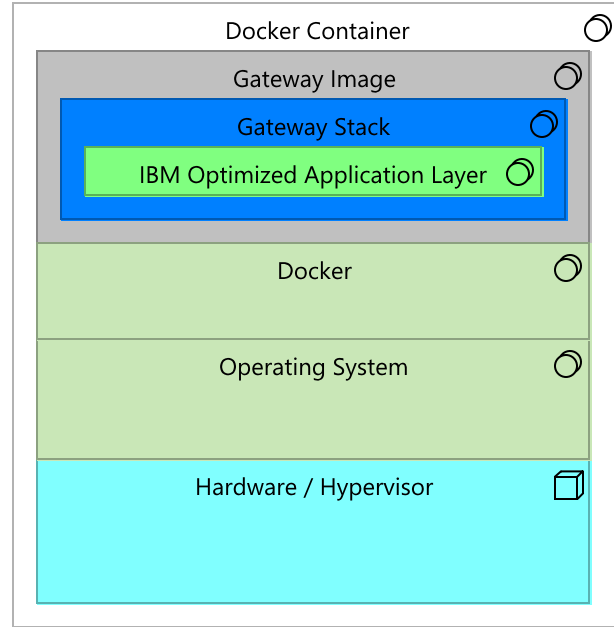 Docker Container
Gateway Image
Gateway Stack
IBM Optimized Application Layer
Docker
Operating System
Hardware / Hypervisor